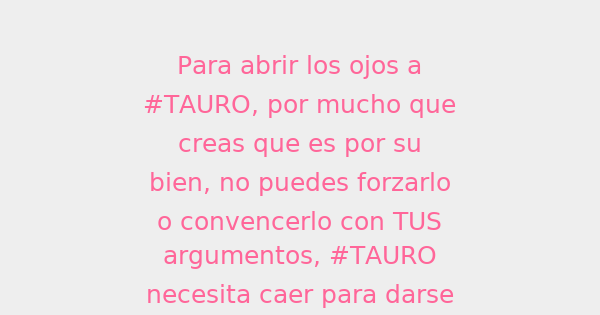 Para abrir los ojos a
#TAURO, por mucho que
creas que es por su
bien, no puedes forzarlo
o convencerlo con TUS
argumentos, #TAURO
necesita caer para darse